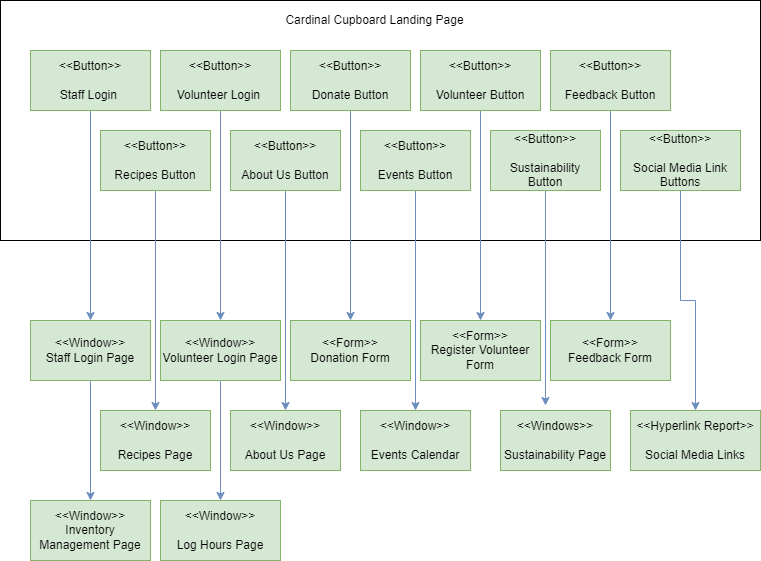 Cardinal Cupboard Landing Page
<<Button>>
Staff Login
<<Button>>
Volunteer Login
<<Button>>
Donate Button
<<Button>>
Volunteer Button
<<Button>>
Feedback Button
<<Button>>
Recipes Button
<<Button>>
About Us Button
<<Button>>
Events Button
<<Button>>
Sustainability
Button
<<Button>>
Social Media Link
Buttons
<<Window>>
Staff Login Page
<<Window>>
Volunteer Login Page
<<Form>>
Donation Form
<<Form>>
Register Volunteer
Form
<<Form>>
Feedback Form
<<Window>>
Recipes Page
<<Window>>
About Us Page
<<Window>>
Events Calendar
<<Windows>>
Sustainability Page
<<Hyperlink Report>>
Social Media Links
<<Window>>
Inventory
Management Page
<<Window>>
Log Hours Page